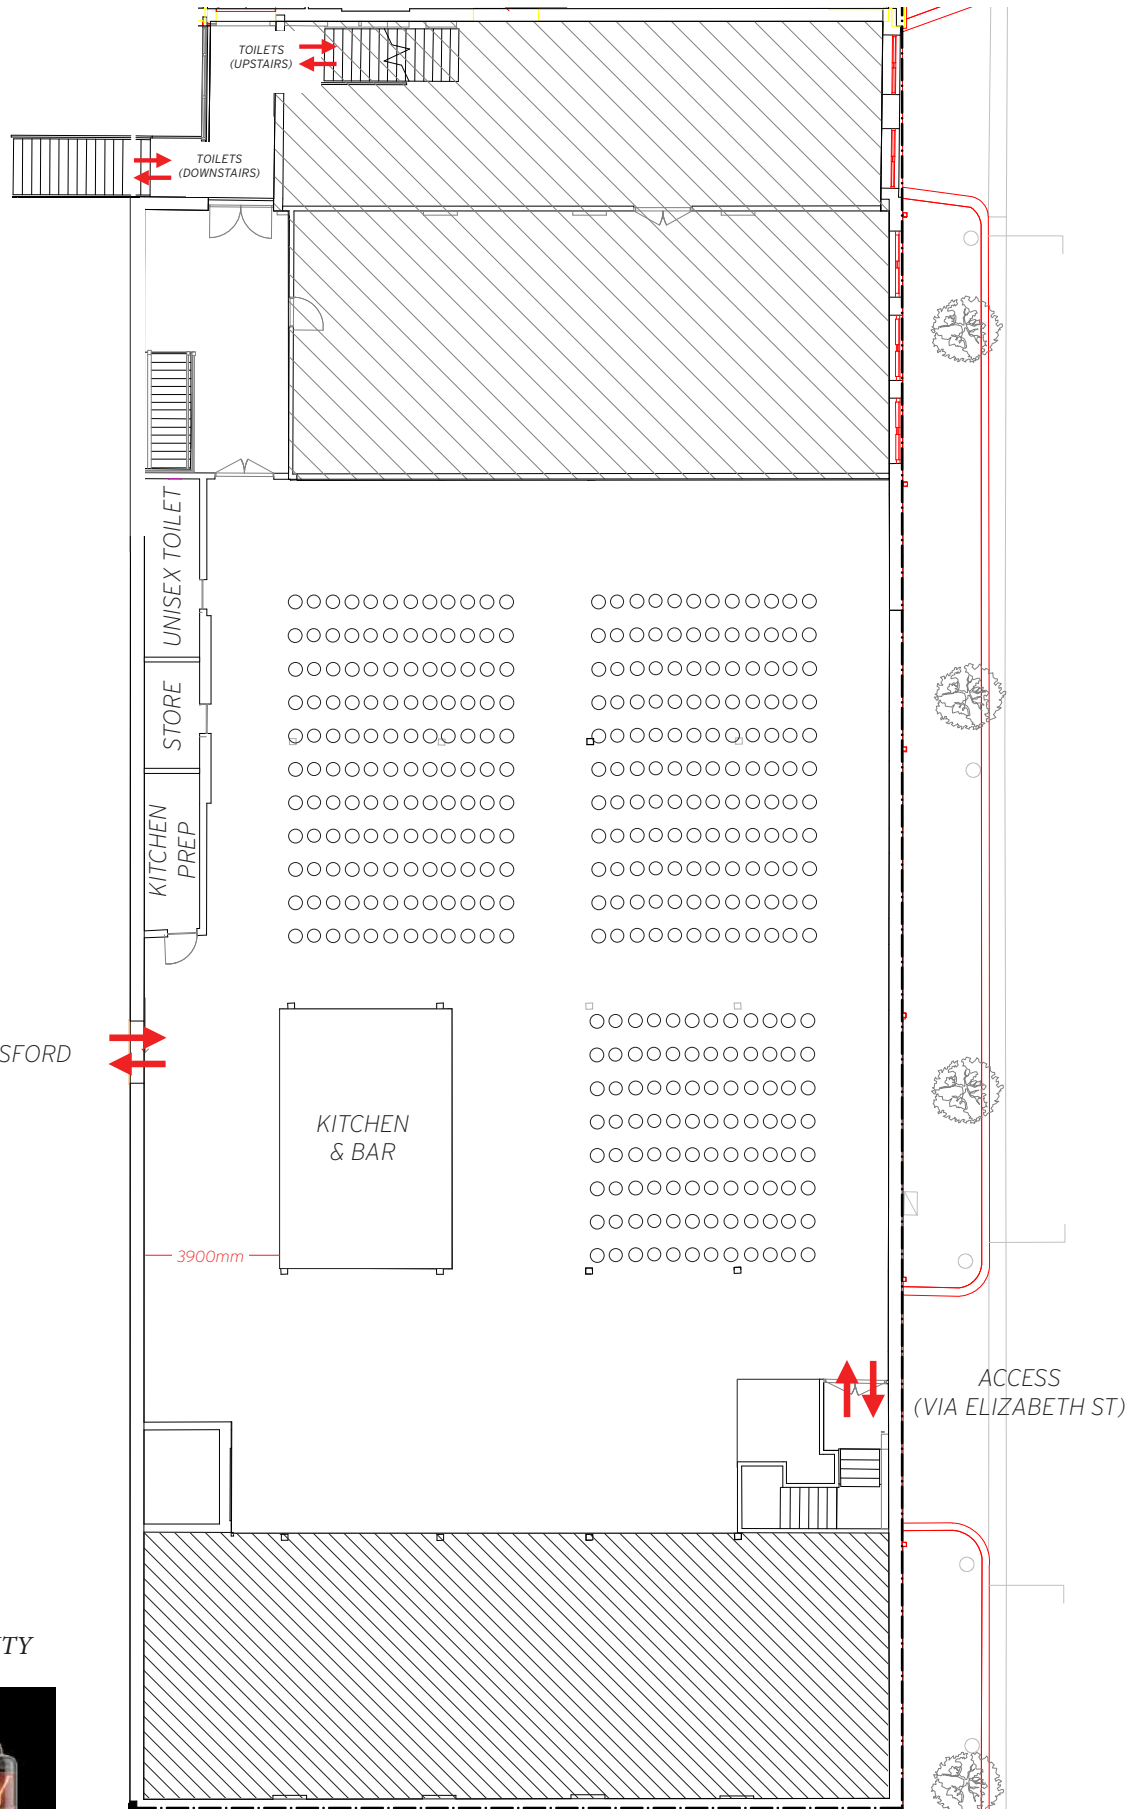 TOILETS
(UPSTAIRS)
TOILETS
(DOWNSTAIRS)
UNISEX TOILET
STORE
KITCHEN
PREP
SFORD
KITCHEN
& BAR
3900mm
ACCESS
(VIA ELIZABETH ST)
TY